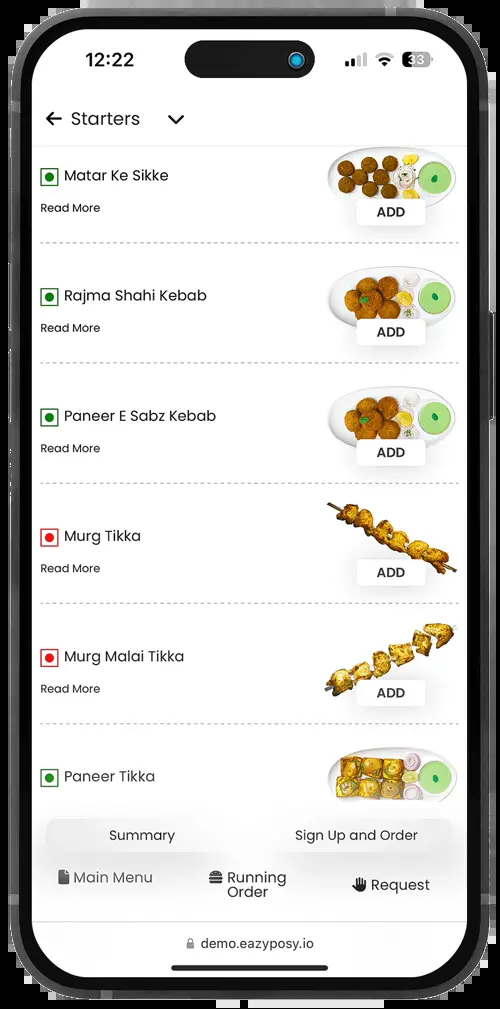 12:22
33
Starters
Matar Ke Sikke
Read More
ADD
Rajma Shahi Kebab
Read More
ADD
Paneer E Sabz Kebab
Read More
ADD
Murg Tikka
Read More
ADD
Murg Malai Tikka
Read More
ADD
Paneer Tikka
Summary
Sign Up and Order
Main Menu
Running
Order
Request
demo.eazyposy.io